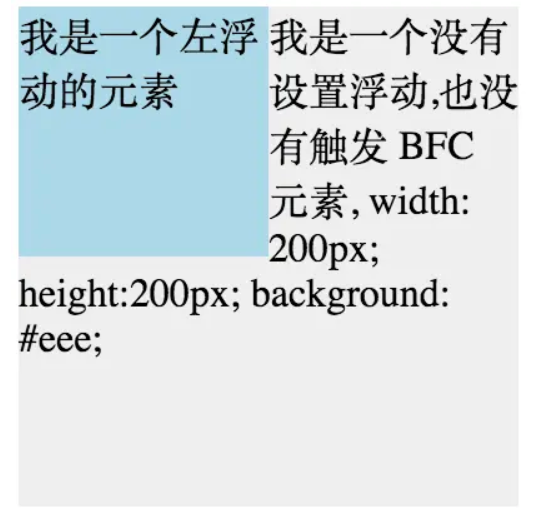 我是一个左浮
动的元素
我是一个没有
设置浮动,也没
有触发 BFC
元素, width:
200px;
height:200px; background:
#eee;